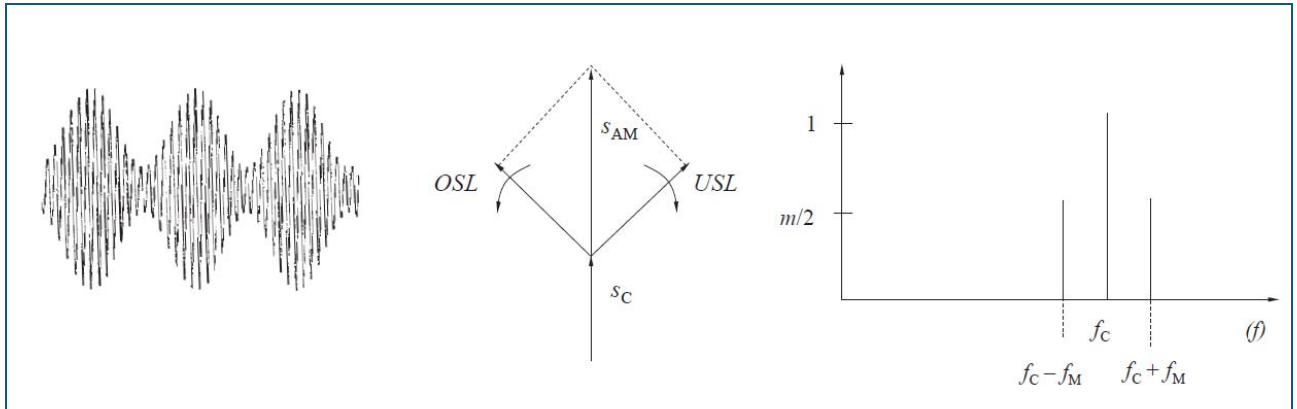 s_AM
OSL
USL
s_C
1
m/2
f_C
(f)
f_C − f_M
f_C + f_M